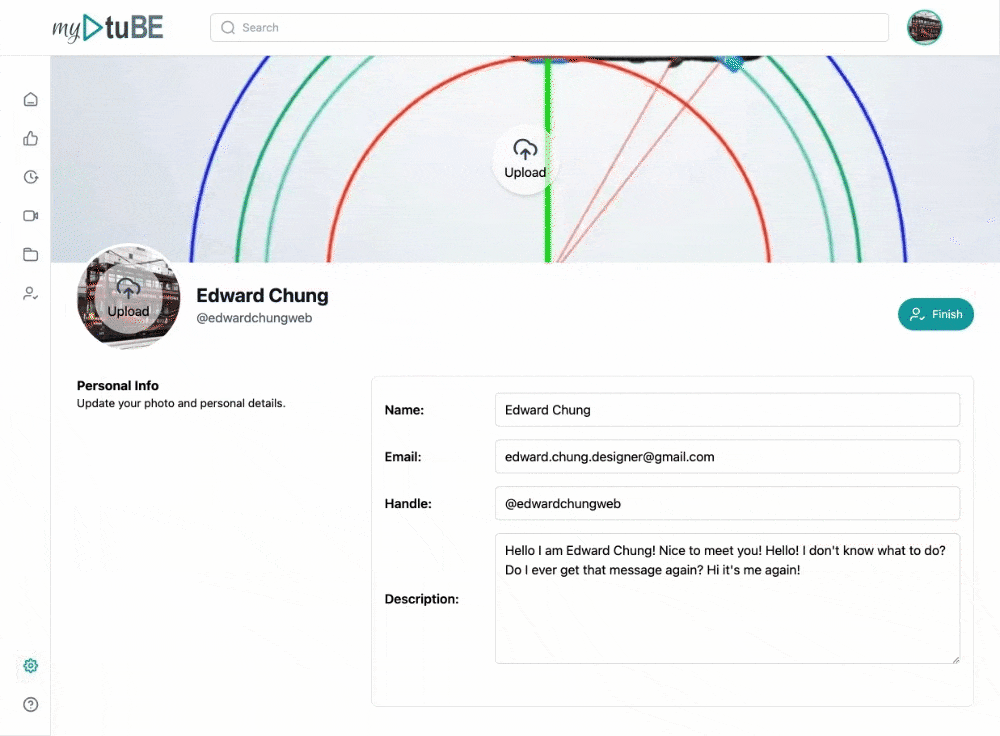 my tuBE
Search
Upload
Upload
Edward Chung
@edwardchungweb
Finish
Personal Info
Update your photo and personal details.
Name:
Edward Chung
Email:
edward.chung.designer@gmail.com
Handle:
@edwardchungweb
Description:
Hello I am Edward Chung! Nice to meet you! Hello! I don't know what to do?
Do I ever get that message again? Hi it's me again!